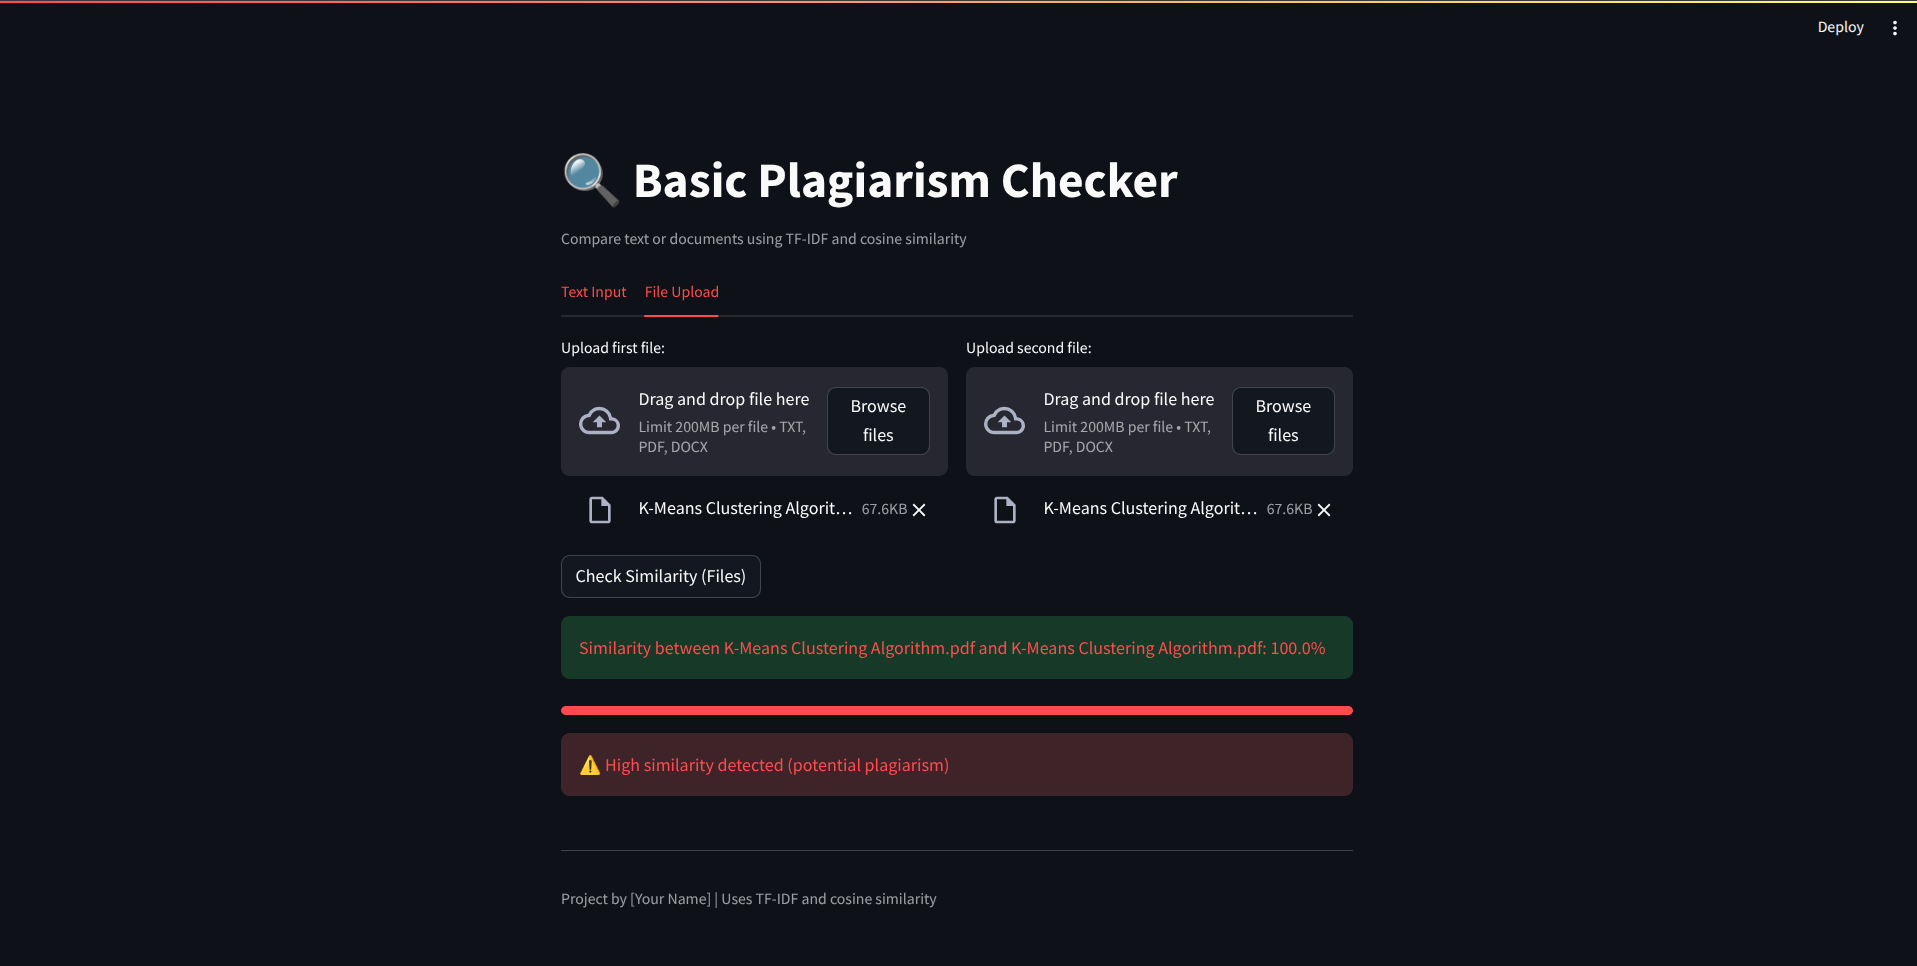 Deploy
🔍 Basic Plagiarism Checker
Compare text or documents using TF-IDF and cosine similarity
Text Input File Upload
Upload first file:
Drag and drop file here
Limit 200MB per file • TXT,
PDF, DOCX
Browse
files
K-Means Clustering Algorit... 67.6KB
Upload second file:
Drag and drop file here
Limit 200MB per file • TXT,
PDF, DOCX
Browse
files
K-Means Clustering Algorit... 67.6KB
Check Similarity (Files)
Similarity between K-Means Clustering Algorithm.pdf and K-Means Clustering Algorithm.pdf: 100.0%
⚠️ High similarity detected (potential plagiarism)
Project by [Your Name] | Uses TF-IDF and cosine similarity